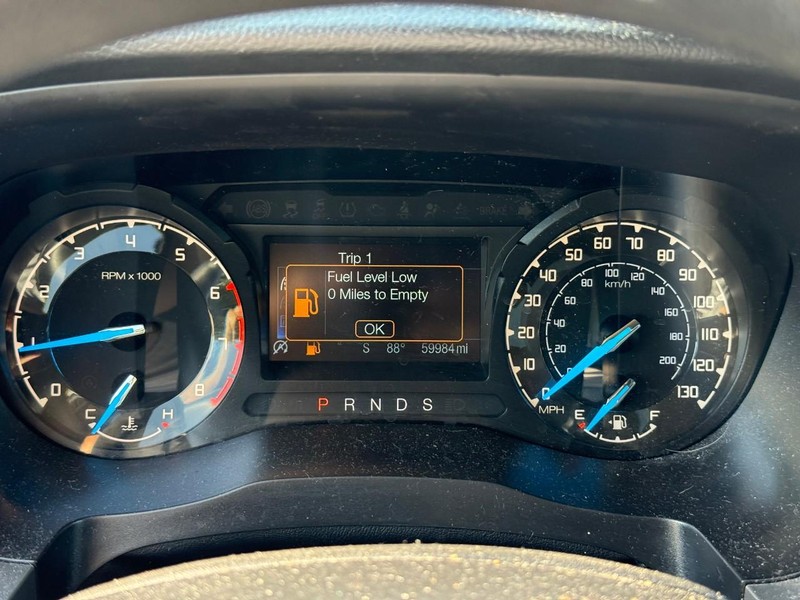 Trip 1
Fuel Level Low
0 Miles to Empty
OK
S 88° 59984 mi
P R N D S
RPM x 1000
0 2 3 4 5 6 7 8
C H
MPH
0 10 20 30 40 50 60 70 80 90 100 110 120 130
km/h
20 40 60 80 100 120 140 160 180 200
E F